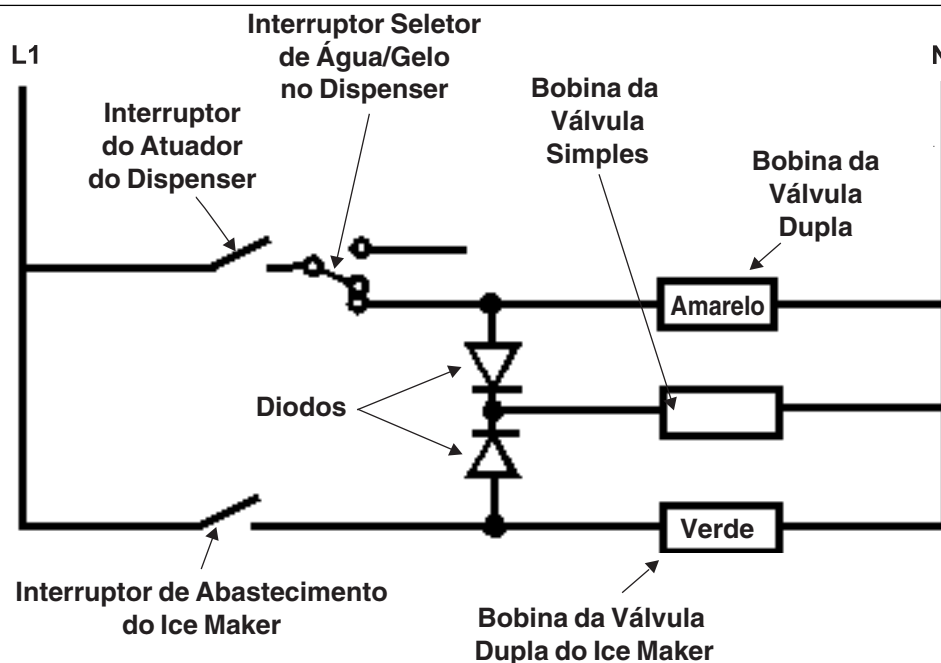 L1
Interruptor Seletor
de Água/Gelo
no Dispenser
N
Interruptor
do Atuador
do Dispenser
Bobina da
Válvula
Simples
Bobina da
Válvula
Dupla
Amarelo
Diodos
Verde
Interruptor de Abastecimento
do Ice Maker
Bobina da Válvula
Dupla do Ice Maker